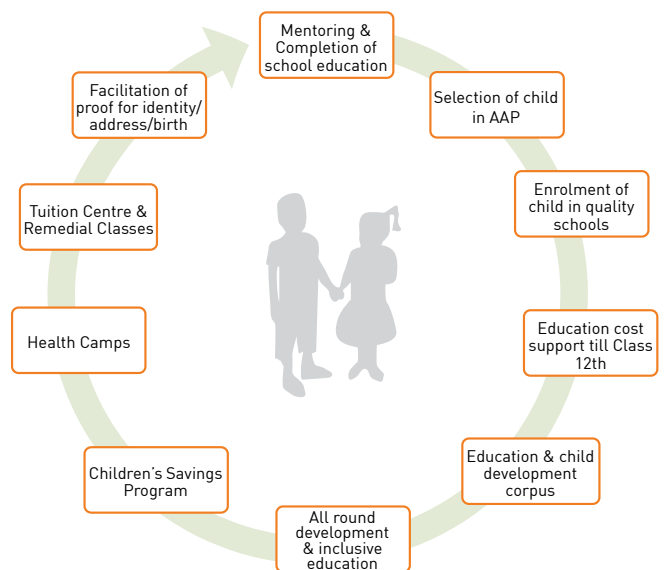 Mentoring &
Completion of
school education
Selection of child
in AAP
Enrolment of
child in quality
schools
Education cost
support till Class
12th
Education & child
development
corpus
All round
development
& inclusive
education
Children's Savings
Program
Health Camps
Tuition Centre &
Remedial Classes
Facilitation of
proof for identity/
address/birth